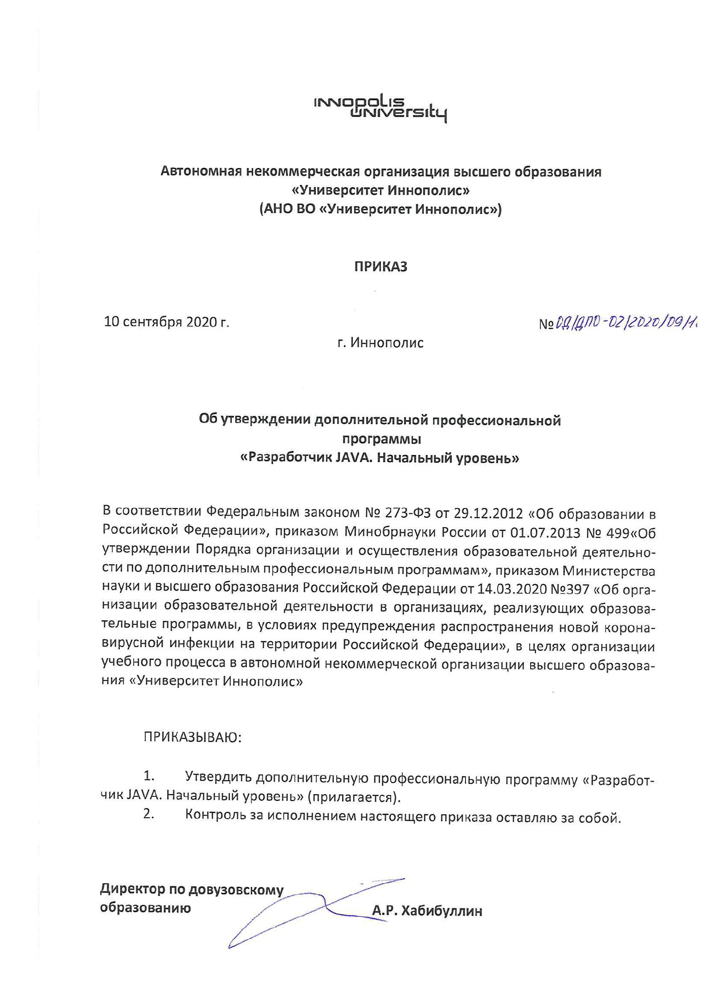 INNOPOLIS
UNIVERSITY
Автономная некоммерческая организация высшего образования
«Университет Иннополис»
(АНО ВО «Университет Иннополис»)
ПРИКАЗ
10 сентября 2020 г. № ОД/ДПО-02/2020/09/1
г. Иннополис
Об утверждении дополнительной профессиональной
программы
«Разработчик JAVA. Начальный уровень»
В соответствии Федеральным законом № 273-ФЗ от 29.12.2012 «Об образовании в
Российской Федерации», приказом Минобрнауки России от 01.07.2013 № 499«Об
утверждении Порядка организации и осуществления образовательной деятельно-
сти по дополнительным профессиональным программам», приказом Министерства
науки и высшего образования Российской Федерации от 14.03.2020 №397 «Об орга-
низации образовательной деятельности в организациях, реализующих образова-
тельные программы, в условиях предупреждения распространения новой корона-
вирусной инфекции на территории Российской Федерации», в целях организации
учебного процесса в автономной некоммерческой организации высшего образова-
ния «Университет Иннополис»
ПРИКАЗЫВАЮ:
1. Утвердить дополнительную профессиональную программу «Разработ-
чик JAVA. Начальный уровень» (прилагается).
2. Контроль за исполнением настоящего приказа оставляю за собой.
Директор по довузовскому
образованию А.Р. Хабибуллин